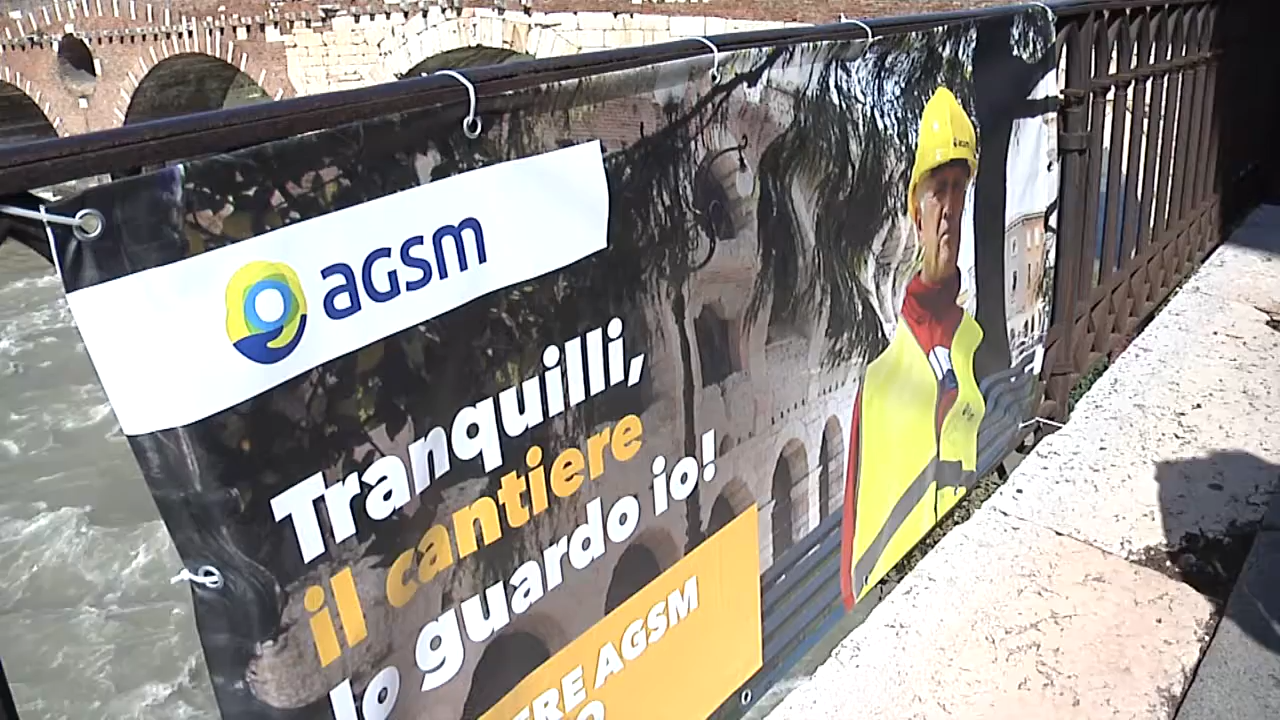 agsm
Tranquilli,
il cantiere
lo guardo io!
AGSM